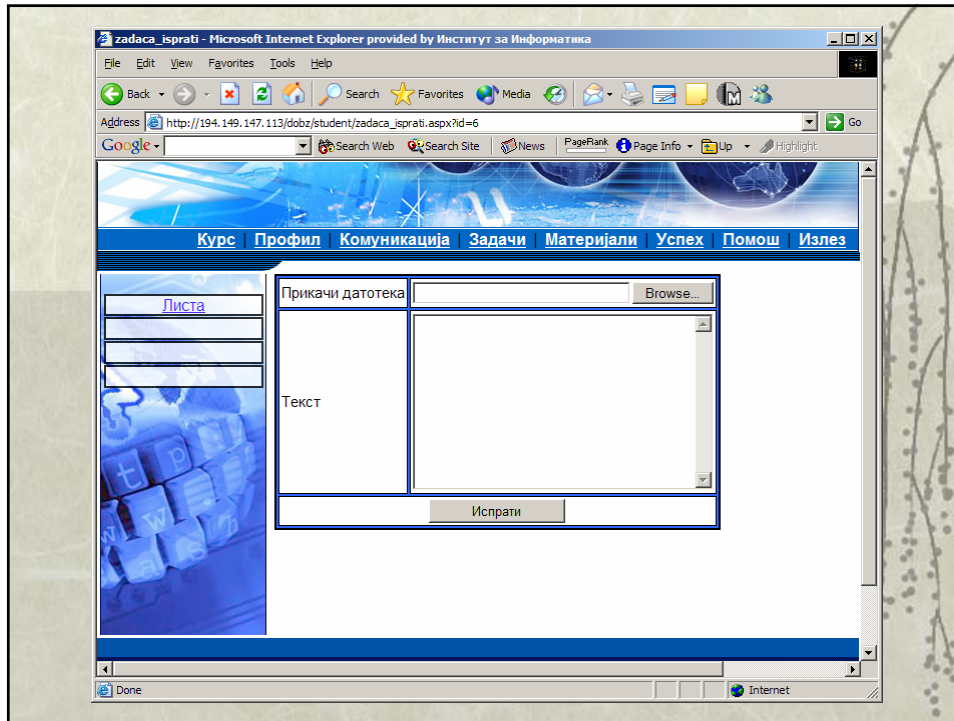 zadaca_isprati - Microsoft Internet Explorer provided by Институт за Информатика
File Edit View Favorites Tools Help
Back Search Favorites Media
Address http://194.149.147.113/dobz/student/zadaca_isprati.aspx?id=6 Go
Google Search Web Search Site News PageRank Page Info Up Highlight
Курс | Профил | Комуникација | Задачи | Материјали | Успех | Помош | Излез
Листа
Прикачи датотека Browse...
Текст
Испрати
Done Internet